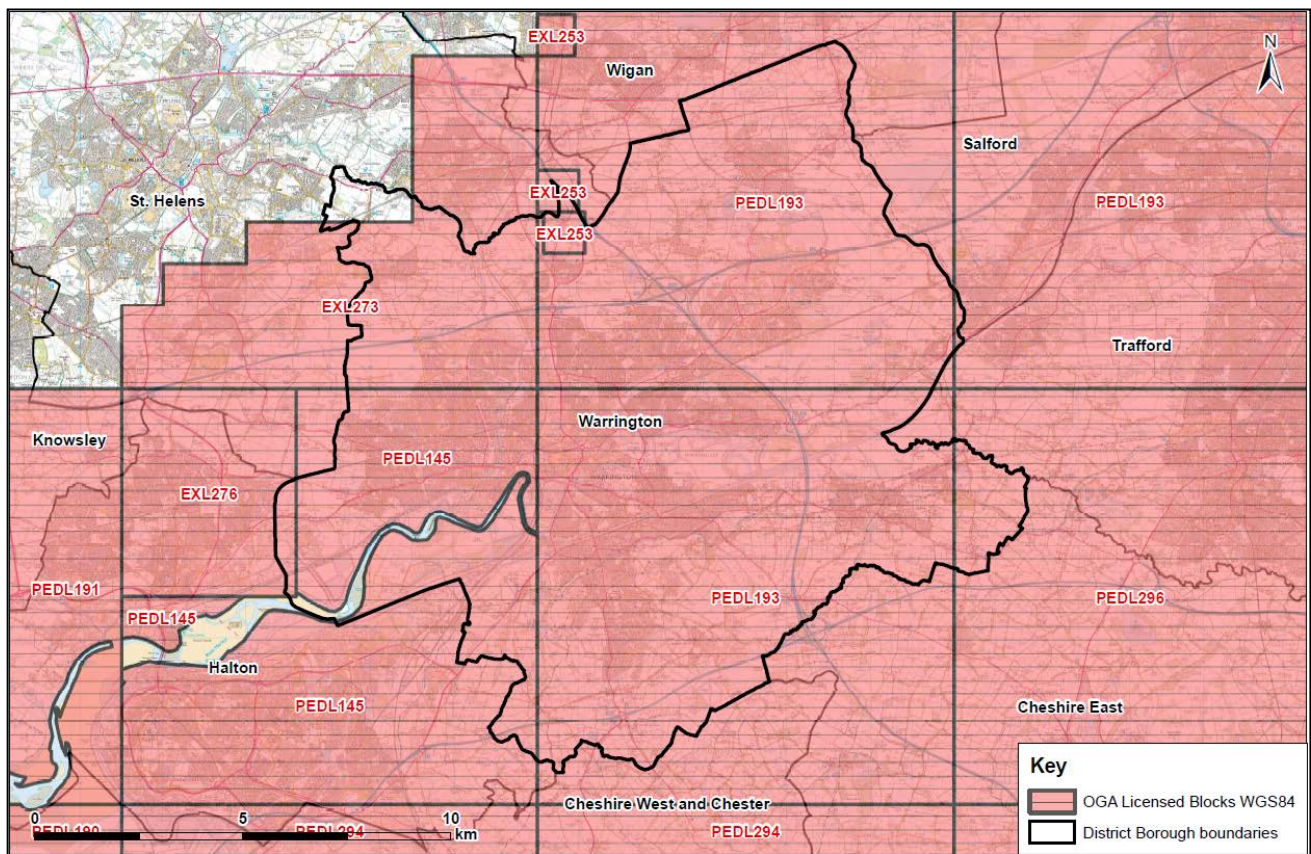 EXL253
N
Wigan
Salford
EXL253
PEDL193
PEDL193
St. Helens
EXL253
EXL273
Trafford
Warrington
Knowsley
PEDL145
EXL276
PEDL191
PEDL193
PEDL296
PEDL145
Halton
PEDL145
Cheshire East
Key
OGA Licensed Blocks WGS84
District Borough boundaries
Cheshire West and Chester
0
5
10
km
PEDL190
PEDL294
PEDL294